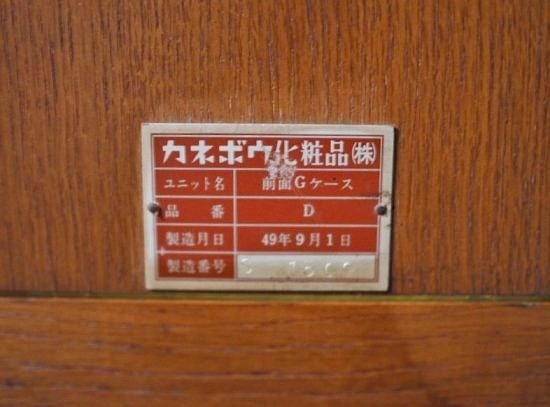 カネボウ化粧品㈱
ユニット名 前面Gケース
品番 D
製造月日 49年9月1日
製造番号